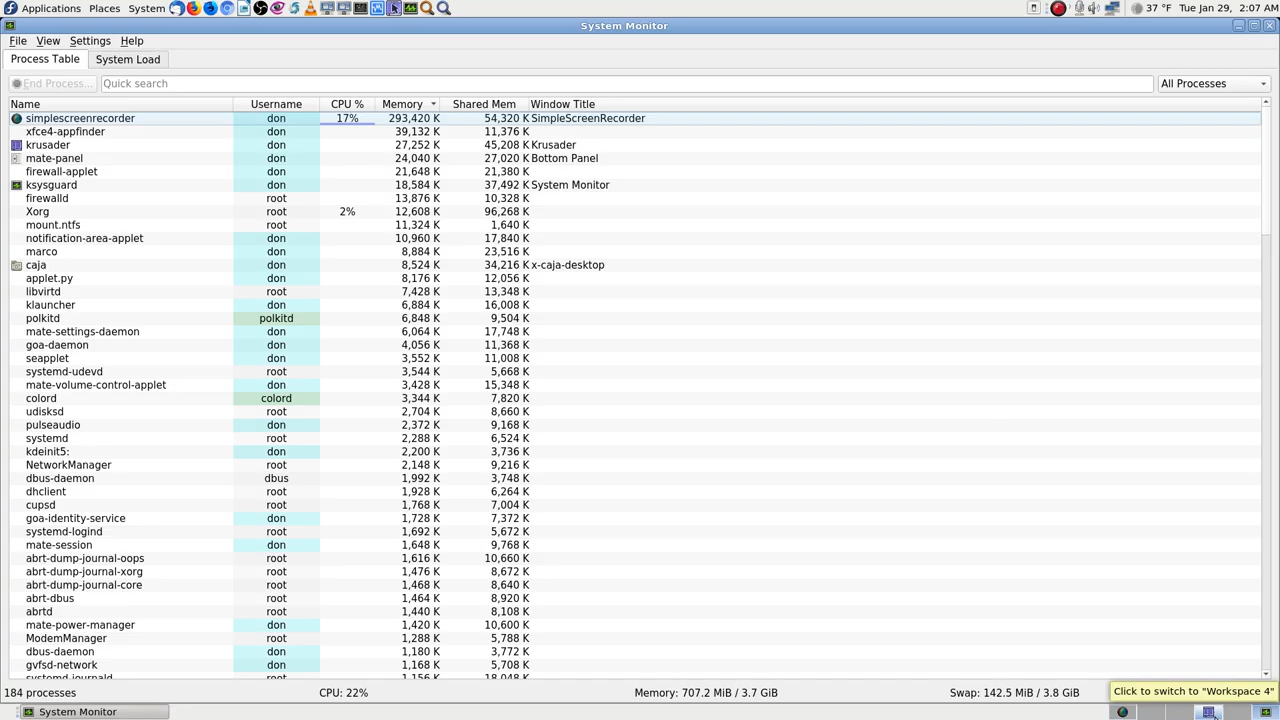 Applications Places System 37 °F Tue Jan 29, 2:07 AM
System Monitor
File View Settings Help
Process Table System Load
End Process... Quick search All Processes
Name Username CPU % Memory Shared Mem Window Title
simplescreenrecorder don 17% 293,420 K 54,320 K SimpleScreenRecorder
xfce4-appfinder don 39,132 K 11,376 K
krusader don 27,252 K 45,208 K Krusader
mate-panel don 24,040 K 27,020 K Bottom Panel
firewall-applet don 21,648 K 21,380 K
ksysguard don 18,584 K 37,492 K System Monitor
firewalld root 13,876 K 10,328 K
Xorg root 2% 12,608 K 96,268 K
mount.ntfs root 11,324 K 1,640 K
notification-area-applet don 10,960 K 17,840 K
marco don 8,884 K 23,516 K
caja don 8,524 K 34,216 K x-caja-desktop
applet.py don 8,176 K 12,056 K
libvirtd root 7,428 K 13,348 K
klauncher don 6,884 K 16,008 K
polkitd polkitd 6,848 K 9,504 K
mate-settings-daemon don 6,064 K 17,748 K
goa-daemon don 4,056 K 11,368 K
seapplet don 3,552 K 11,008 K
systemd-udevd root 3,544 K 5,668 K
mate-volume-control-applet don 3,428 K 15,348 K
colord colord 3,344 K 7,820 K
udisksd root 2,704 K 8,660 K
pulseaudio don 2,372 K 9,168 K
systemd root 2,288 K 6,524 K
kdeinit5: don 2,200 K 3,736 K
NetworkManager root 2,148 K 9,216 K
dbus-daemon dbus 1,992 K 3,748 K
dhclient root 1,928 K 6,264 K
cupsd root 1,768 K 7,004 K
goa-identity-service don 1,728 K 7,372 K
systemd-logind root 1,692 K 5,672 K
mate-session don 1,648 K 9,768 K
abrt-dump-journal-oops root 1,616 K 10,660 K
abrt-dump-journal-xorg root 1,476 K 8,672 K
abrt-dump-journal-core root 1,468 K 8,640 K
abrt-dbus root 1,464 K 8,920 K
abrtd root 1,440 K 8,108 K
mate-power-manager don 1,420 K 10,600 K
ModemManager root 1,288 K 5,788 K
dbus-daemon don 1,180 K 3,772 K
gvfsd-network don 1,168 K 5,708 K
systemd-journald root 1,156 K 18,048 K
184 processes CPU: 22% Memory: 707.2 MiB / 3.7 GiB Swap: 142.5 MiB / 3.8 GiB Click to switch to "Workspace 4"
System Monitor